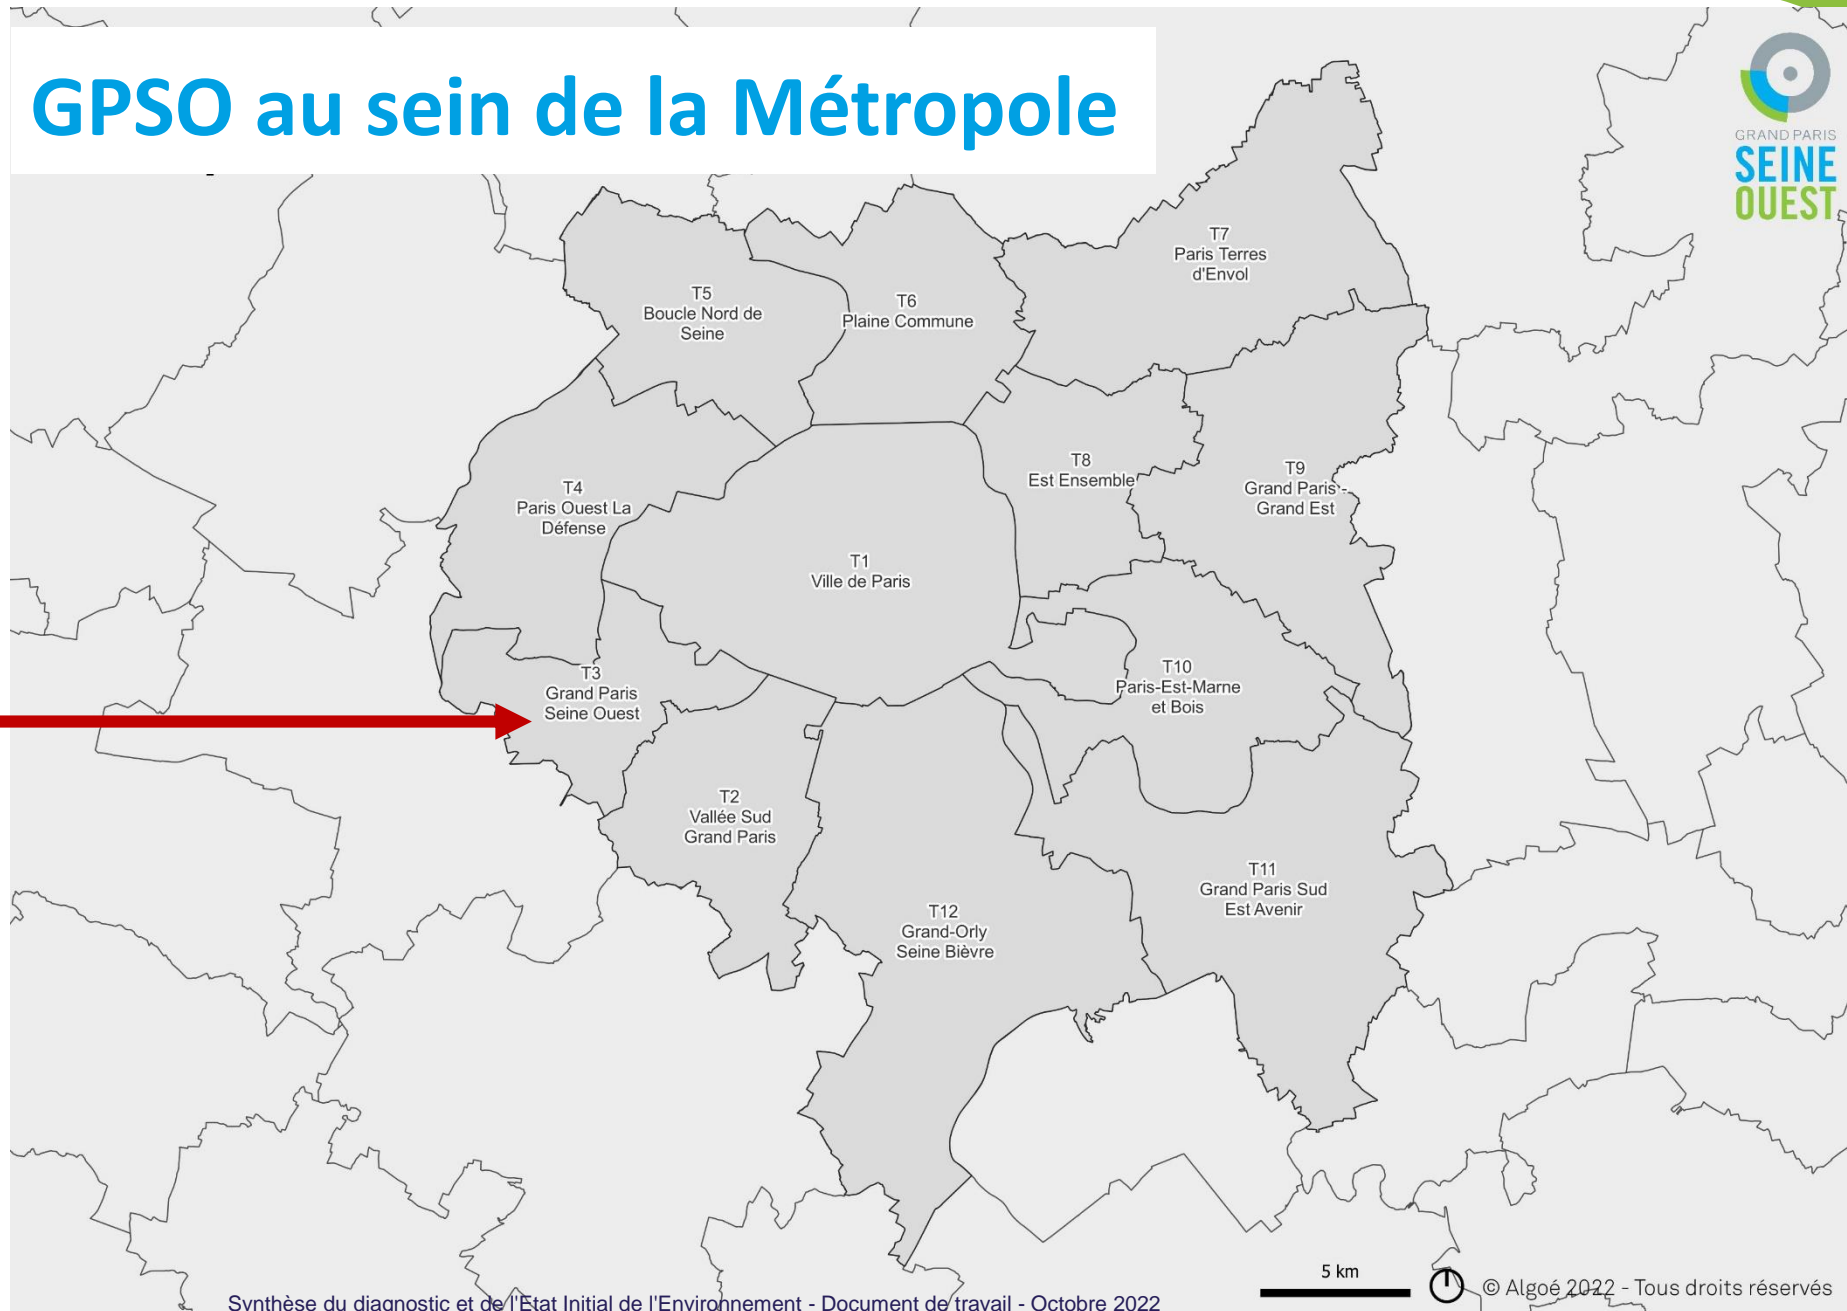 GPSO au sein de la Métropole
GRAND PARIS
SEINE
OUEST
T7
Paris Terres
d'Envol
T5
Boucle Nord de
Seine
T6
Plaine Commune
T8
Est Ensemble
T9
Grand Paris -
Grand Est
T4
Paris Ouest La
Défense
T1
Ville de Paris
T3
Grand Paris
Seine Ouest
T10
Paris-Est-Marne
et Bois
T2
Vallée Sud
Grand Paris
T11
Grand Paris Sud
Est Avenir
T12
Grand-Orly
Seine Bièvre
5 km
© Algoé 2022 - Tous droits réservés
Synthèse du diagnostic et de l'Etat Initial de l'Environnement - Document de travail - Octobre 2022